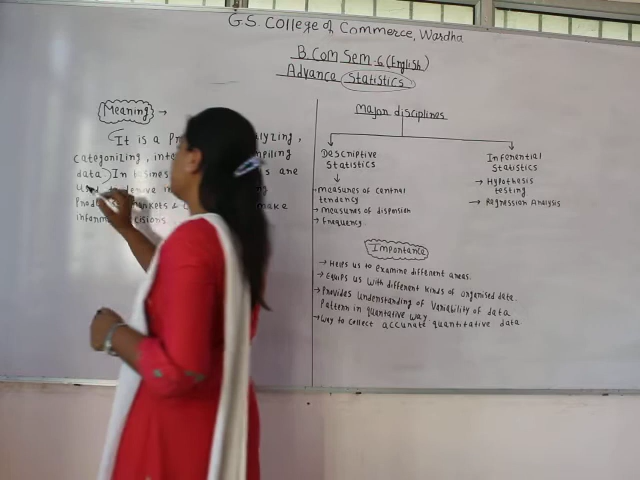 G.S. College of Commerce, Wardha
B.Com Sem-6 (English)
Advance Statistics
Meaning →
It is a
categorizing,
data. In are
Used
make
Major disciplines
Descriptive Statistics
- Measures of central tendency
→ Measures of dispersion
→ Frequency
Inferential Statistics
→ Hypothesis testing
→ Regression Analysis
Importance
→ Helps us to examine different areas.
→ Equips us with different kinds of organised data.
→ Provides understanding of variability of data
Pattern in quantative way.
→ Way to collect accurate quantitative data